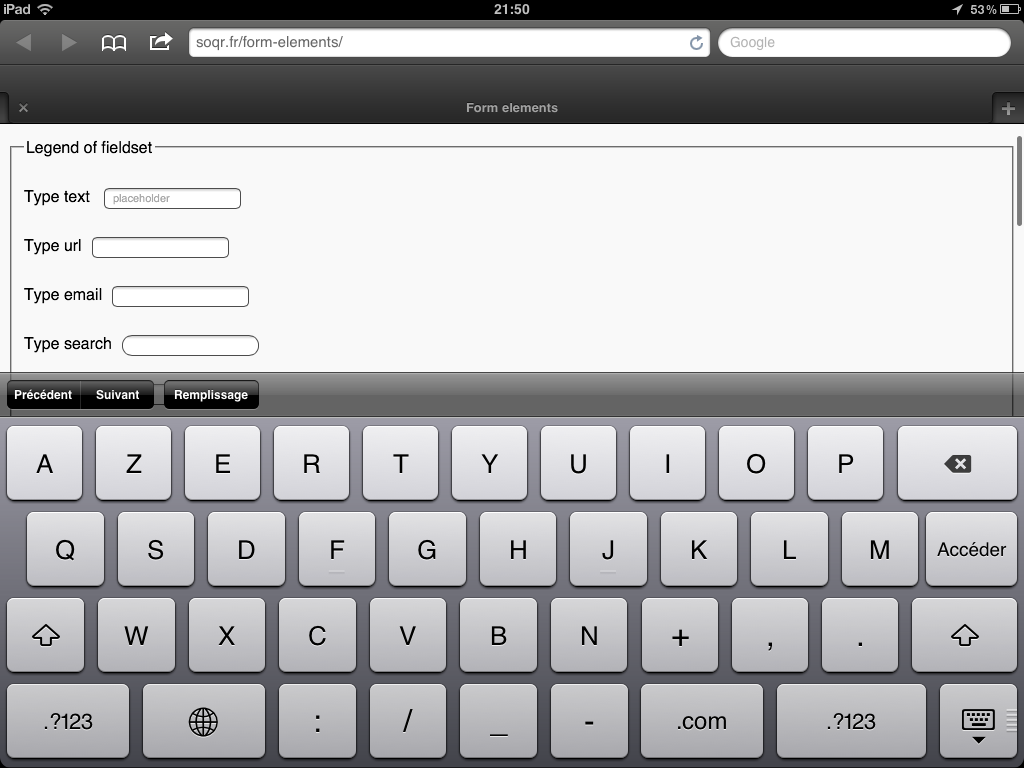 iPad 21:50 53%
soqr.fr/form-elements/ Google
Form elements
Legend of fieldset
Type text placeholder
Type url
Type email
Type search
Précédent Suivant Remplissage
A Z E R T Y U I O P
Q S D F G H J K L M Accéder
W X C V B N + , .
.?123 : / _ - .com .?123